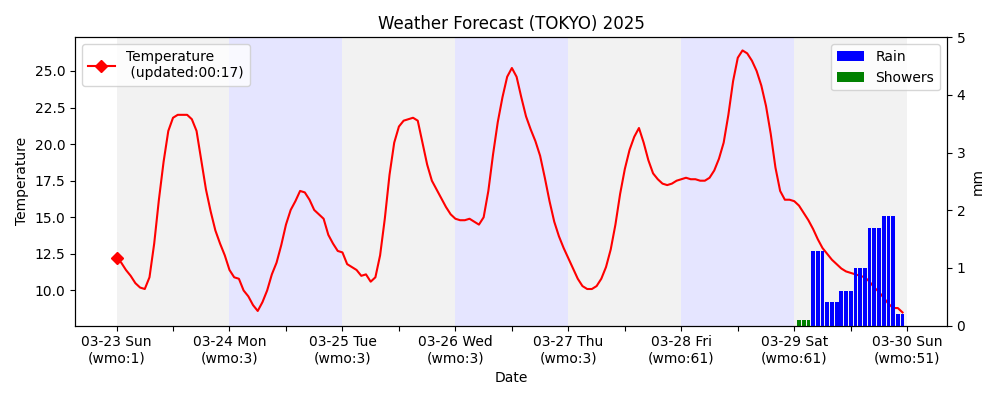 Weather Forecast (TOKYO) 2025
Temperature
(updated:00:17)
Rain
Showers
Temperature
25.0
22.5
20.0
17.5
15.0
12.5
10.0
5
4
3
2
1
0
mm
03-23 Sun
(wmo:1)
03-24 Mon
(wmo:3)
03-25 Tue
(wmo:3)
03-26 Wed
(wmo:3)
03-27 Thu
(wmo:3)
03-28 Fri
(wmo:61)
03-29 Sat
(wmo:61)
03-30 Sun
(wmo:51)
Date